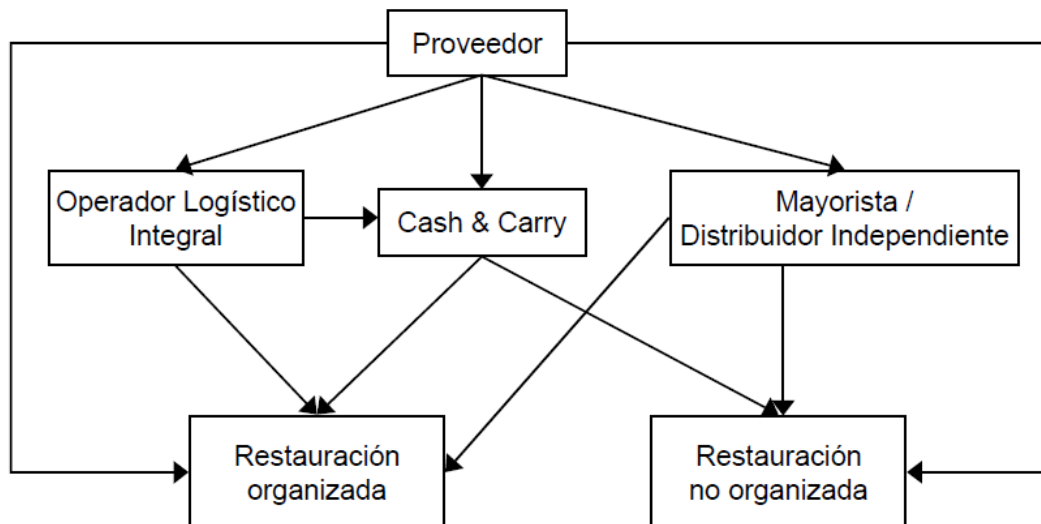 Proveedor
Operador Logístico
Integral
Cash & Carry
Mayorista /
Distribuidor Independiente
Restauración
organizada
Restauración
no organizada